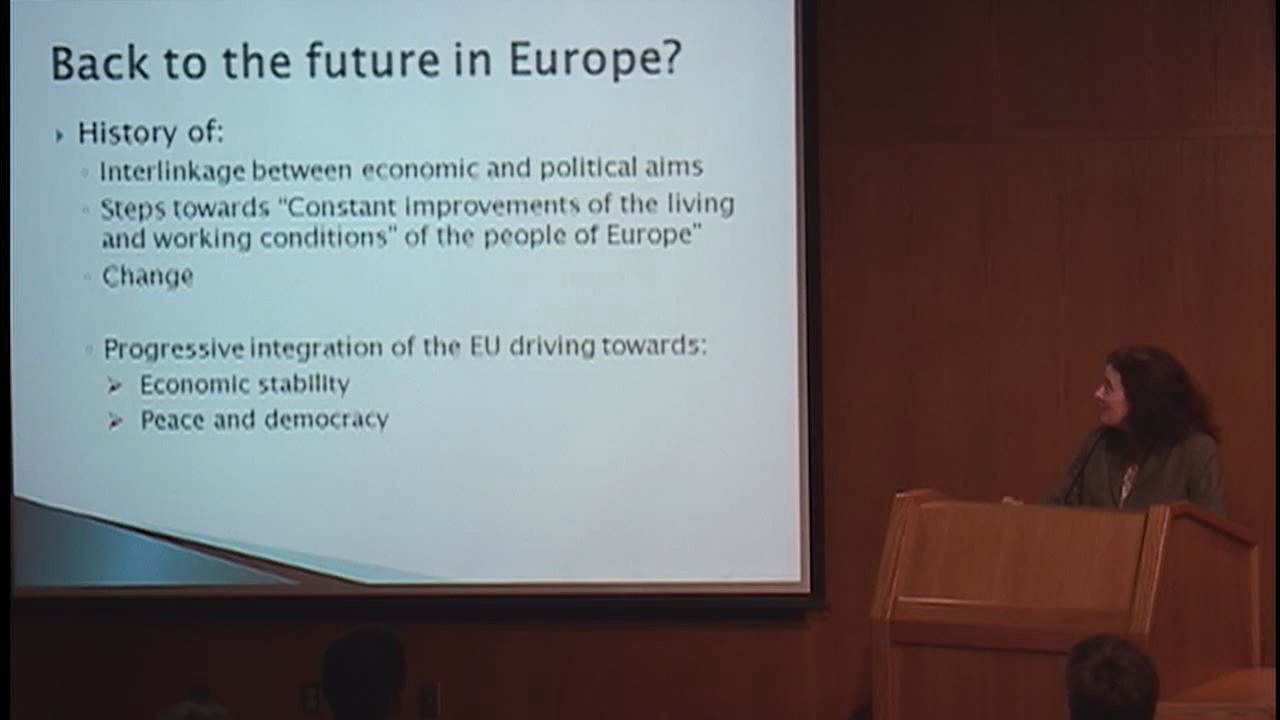 Back to the future in Europe?
History of:
Interlinkage between economic and political aims
Steps towards "Constant improvements of the living
and working conditions" of the people of Europe"
Change
Progressive integration of the EU driving towards:
Economic stability
Peace and democracy